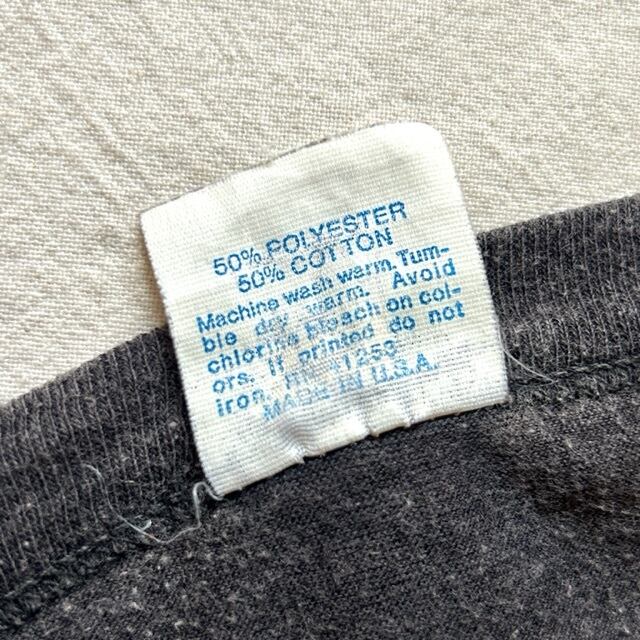 50% POLYESTER
50% COTTON
Machine wash warm. Tum-
ble dry warm. Avoid
chlorine bleach on col-
ors. If printed do not
iron. RN 11253
MADE IN U.S.A.